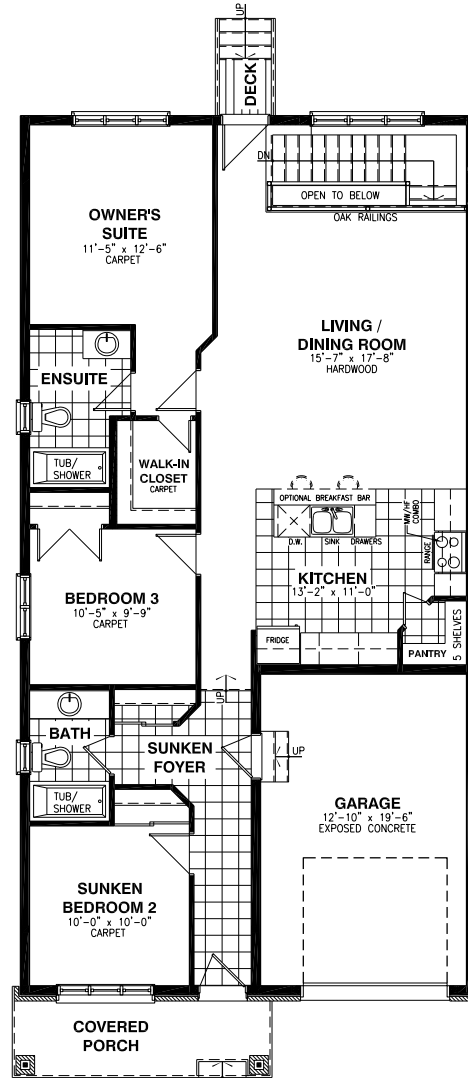 UP
DECK
DN
OPEN TO BELOW
OAK RAILINGS
OWNER'S
SUITE
11'-5" x 12'-6"
CARPET
LIVING /
DINING ROOM
15'-7" x 17'-8"
HARDWOOD
ENSUITE
TUB/
SHOWER
WALK-IN
CLOSET
CARPET
OPTIONAL BREAKFAST BAR
D.W.
SINK
DRAWERS
MW/HF
COMBO
RANGE
KITCHEN
13'-2" x 11'-0"
BEDROOM 3
10'-5" x 9'-9"
CARPET
FRIDGE
PANTRY
5 SHELVES
UP
BATH
SUNKEN
FOYER
UP
TUB/
SHOWER
GARAGE
12'-10" x 19'-6"
EXPOSED CONCRETE
SUNKEN
BEDROOM 2
10'-0" x 10'-0"
CARPET
COVERED
PORCH